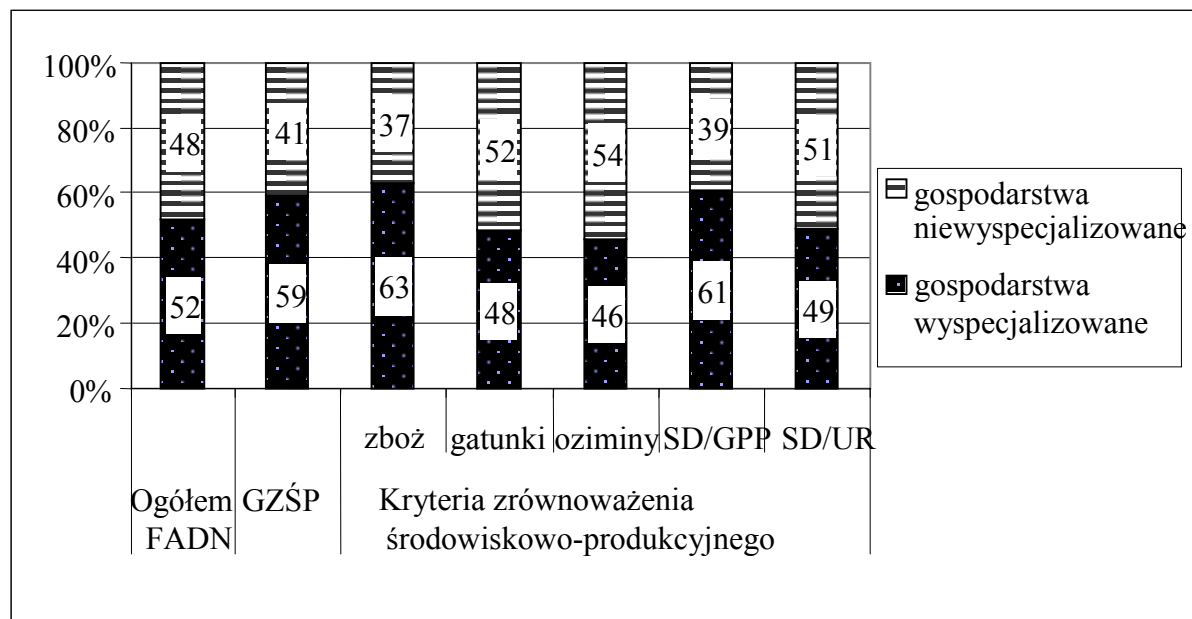 100%
80%
60%
40%
20%
0%
48
41
37
52
54
39
51
52
59
63
48
46
61
49
zboż
gatunki
oziminy
SD/GPP
SD/UR
Ogółem
FADN
GZŚP
Kryteria zrównoważenia
środowiskowo-produkcyjnego
gospodarstwa
niewyspecjalizowane
gospodarstwa
wyspecjalizowane